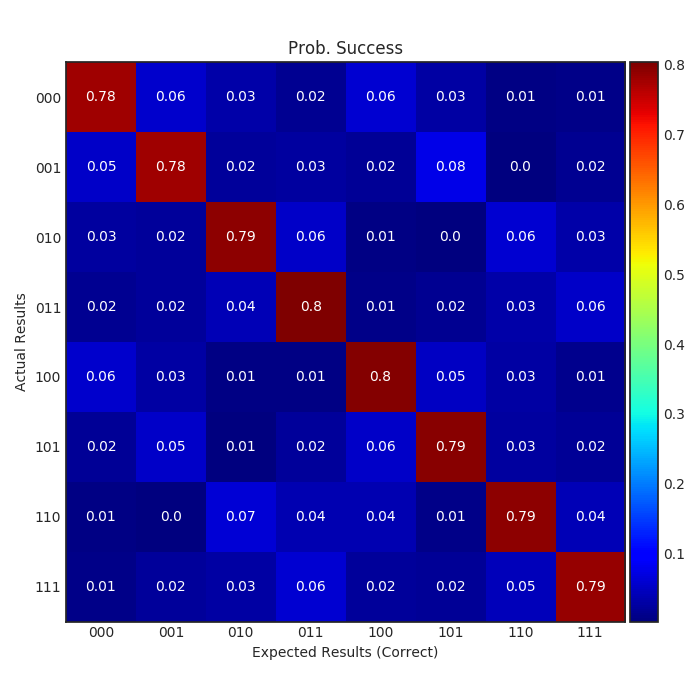 Prob. Success
000 0.78 0.06 0.03 0.02 0.06 0.03 0.01 0.01
001 0.05 0.78 0.02 0.03 0.02 0.08 0.0 0.02
010 0.03 0.02 0.79 0.06 0.01 0.0 0.06 0.03
011 0.02 0.02 0.04 0.8 0.01 0.02 0.03 0.06
100 0.06 0.03 0.01 0.01 0.8 0.05 0.03 0.01
101 0.02 0.05 0.01 0.02 0.06 0.79 0.03 0.02
110 0.01 0.0 0.07 0.04 0.04 0.01 0.79 0.04
111 0.01 0.02 0.03 0.06 0.02 0.02 0.05 0.79
000 001 010 011 100 101 110 111
Expected Results (Correct)
Actual Results
0.8
0.7
0.6
0.5
0.4
0.3
0.2
0.1